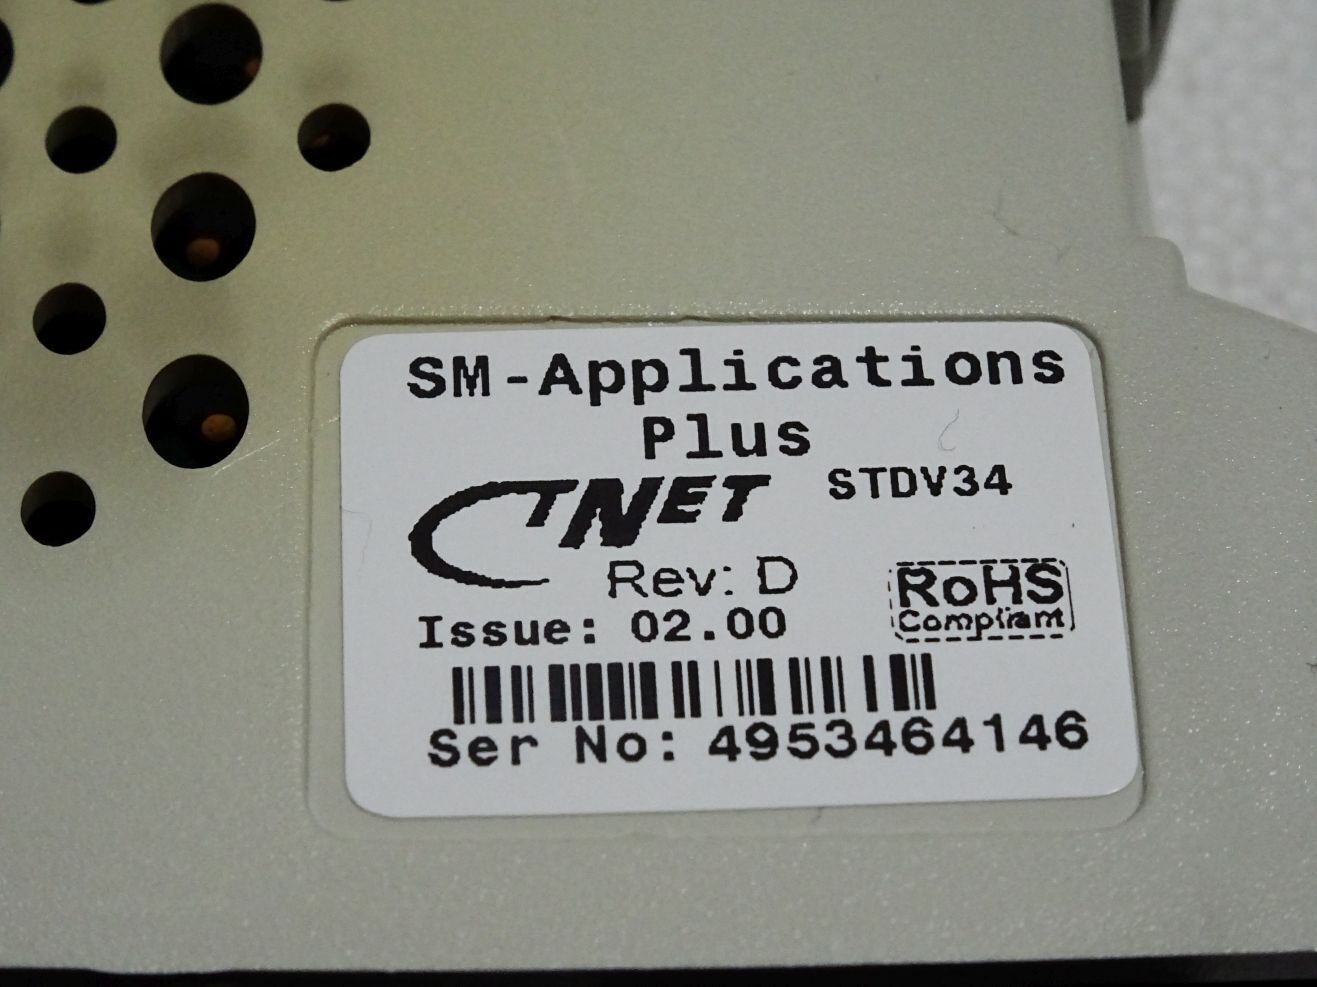 SM-Applications
Plus
CTNET STDV34
Rev: D
Issue: 02.00
RoHS
Compliant
Ser No: 4953464146